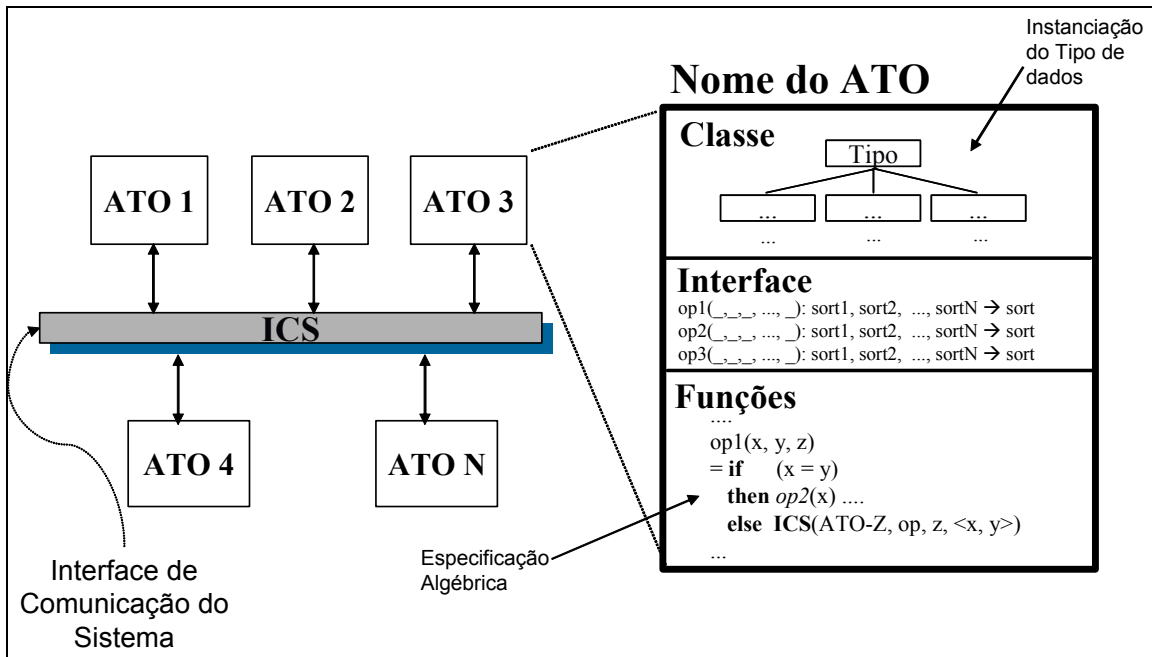 Instanciação
do Tipo de
dados
Nome do ATO
Classe
Tipo
... ... ...
... ... ...
Interface
op1(_,_,_, ..., _): sort1, sort2, ..., sortN → sort
op2(_,_,_, ..., _): sort1, sort2, ..., sortN → sort
op3(_,_,_, ..., _): sort1, sort2, ..., sortN → sort
Funções
....
op1(x, y, z)
= if (x = y)
then op2(x) ....
else ICS(ATO-Z, op, z, <x, y>)
...
Especificação
Algébrica
ATO 1 ATO 2 ATO 3
ICS
ATO 4 ATO N
Interface de
Comunicação do
Sistema